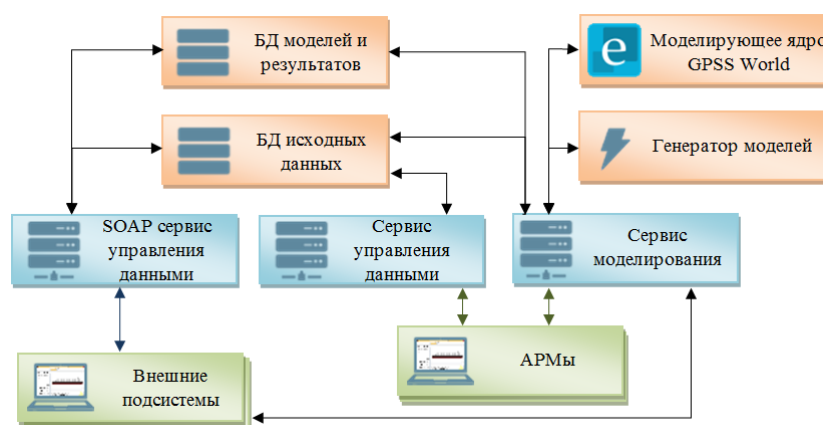 БД моделей и
результатов
Моделирующее ядро
GPSS World
БД исходных
данных
Генератор моделей
SOAP сервис
управления
данными
Сервис
управления
данными
Сервис
моделирования
Внешние
подсистемы
АРМы